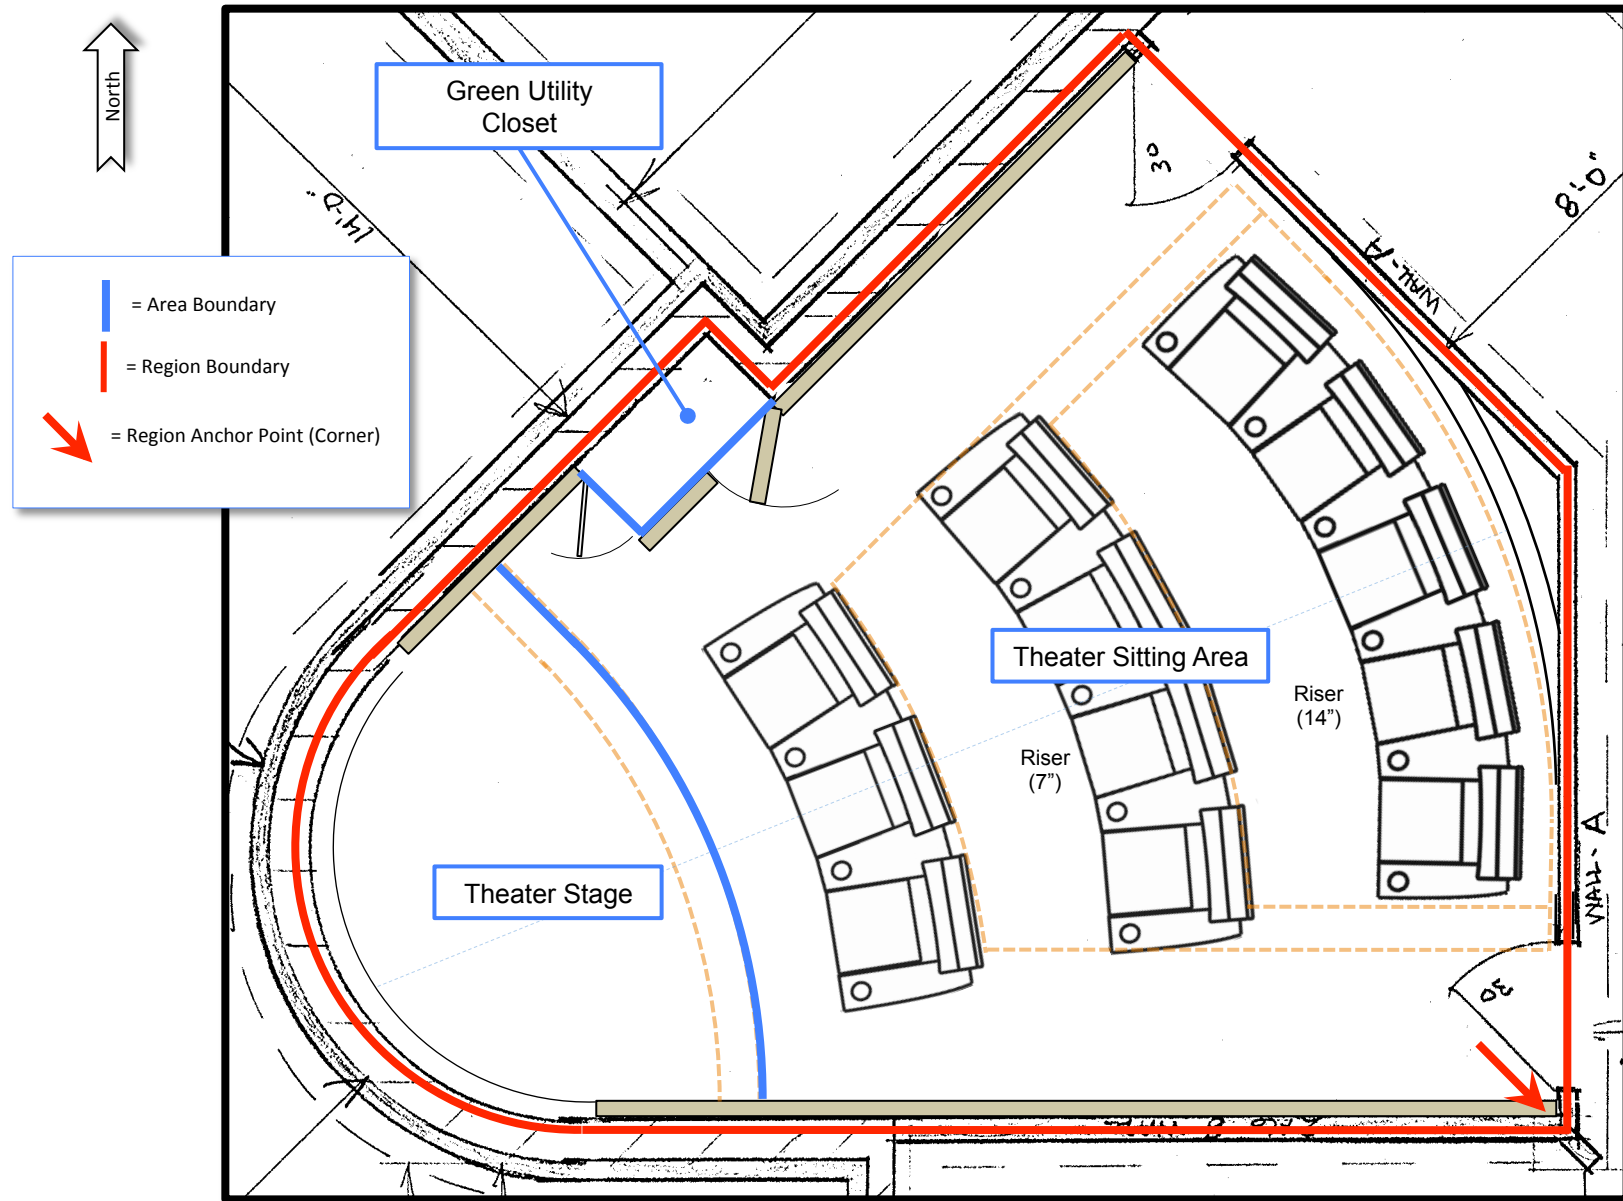 North
Green Utility
Closet
14'-0"
30
8'-0"
WALL-A
= Area Boundary
= Region Boundary
= Region Anchor Point (Corner)
Theater Sitting Area
Riser
(14”)
Riser
(7”)
Theater Stage
WALL-A
30